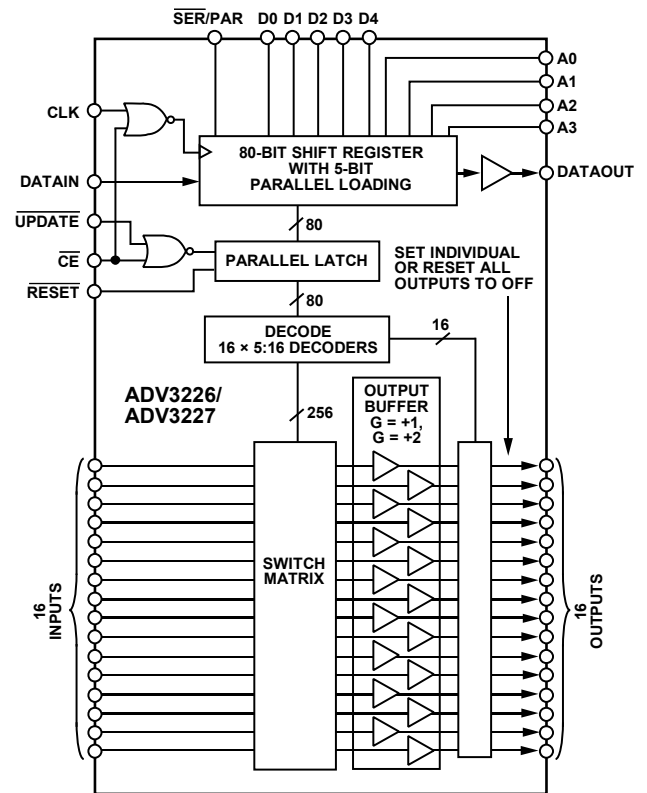 SER/PAR D0 D1 D2 D3 D4
A0
A1
A2
A3
CLK
80-BIT SHIFT REGISTER
WITH 5-BIT
PARALLEL LOADING
DATAOUT
DATAIN
UPDATE
80
CE
PARALLEL LATCH
SET INDIVIDUAL
OR RESET ALL
OUTPUTS TO OFF
RESET
80
DECODE
16 × 5:16 DECODERS
16
ADV3226/
ADV3227
256
OUTPUT
BUFFER
G = +1,
G = +2
SWITCH
MATRIX
16
INPUTS
16
OUTPUTS